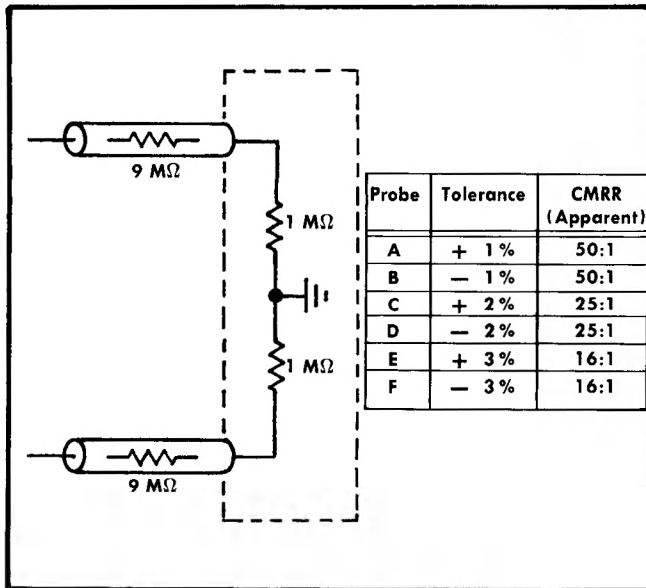 9 MΩ
1 MΩ
1 MΩ
9 MΩ
Probe Tolerance CMRR (Apparent)
A + 1% 50:1
B — 1% 50:1
C + 2% 25:1
D — 2% 25:1
E + 3% 16:1
F — 3% 16:1